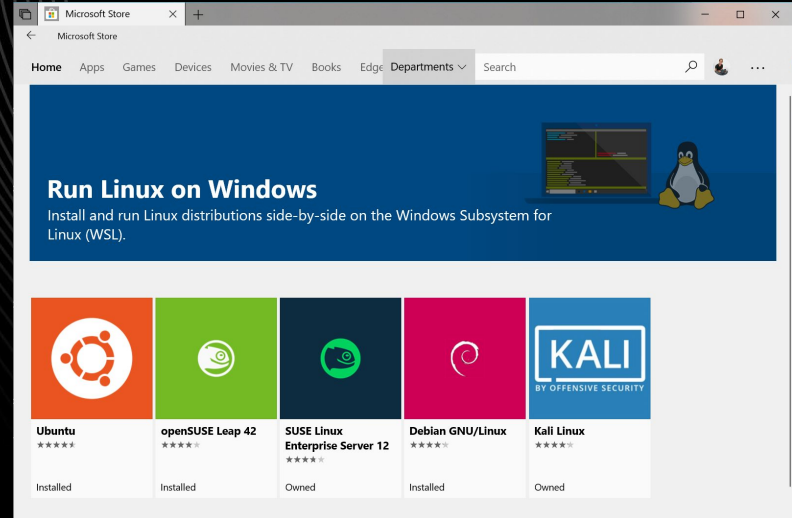 Microsoft Store
Microsoft Store
Home Apps Games Devices Movies & TV Books Edge Departments Search
Run Linux on Windows
Install and run Linux distributions side-by-side on the Windows Subsystem for
Linux (WSL).
KALI
BY OFFENSIVE SECURITY
Ubuntu
Installed
openSUSE Leap 42
Installed
SUSE Linux
Enterprise Server 12
Owned
Debian GNU/Linux
Installed
Kali Linux
Owned